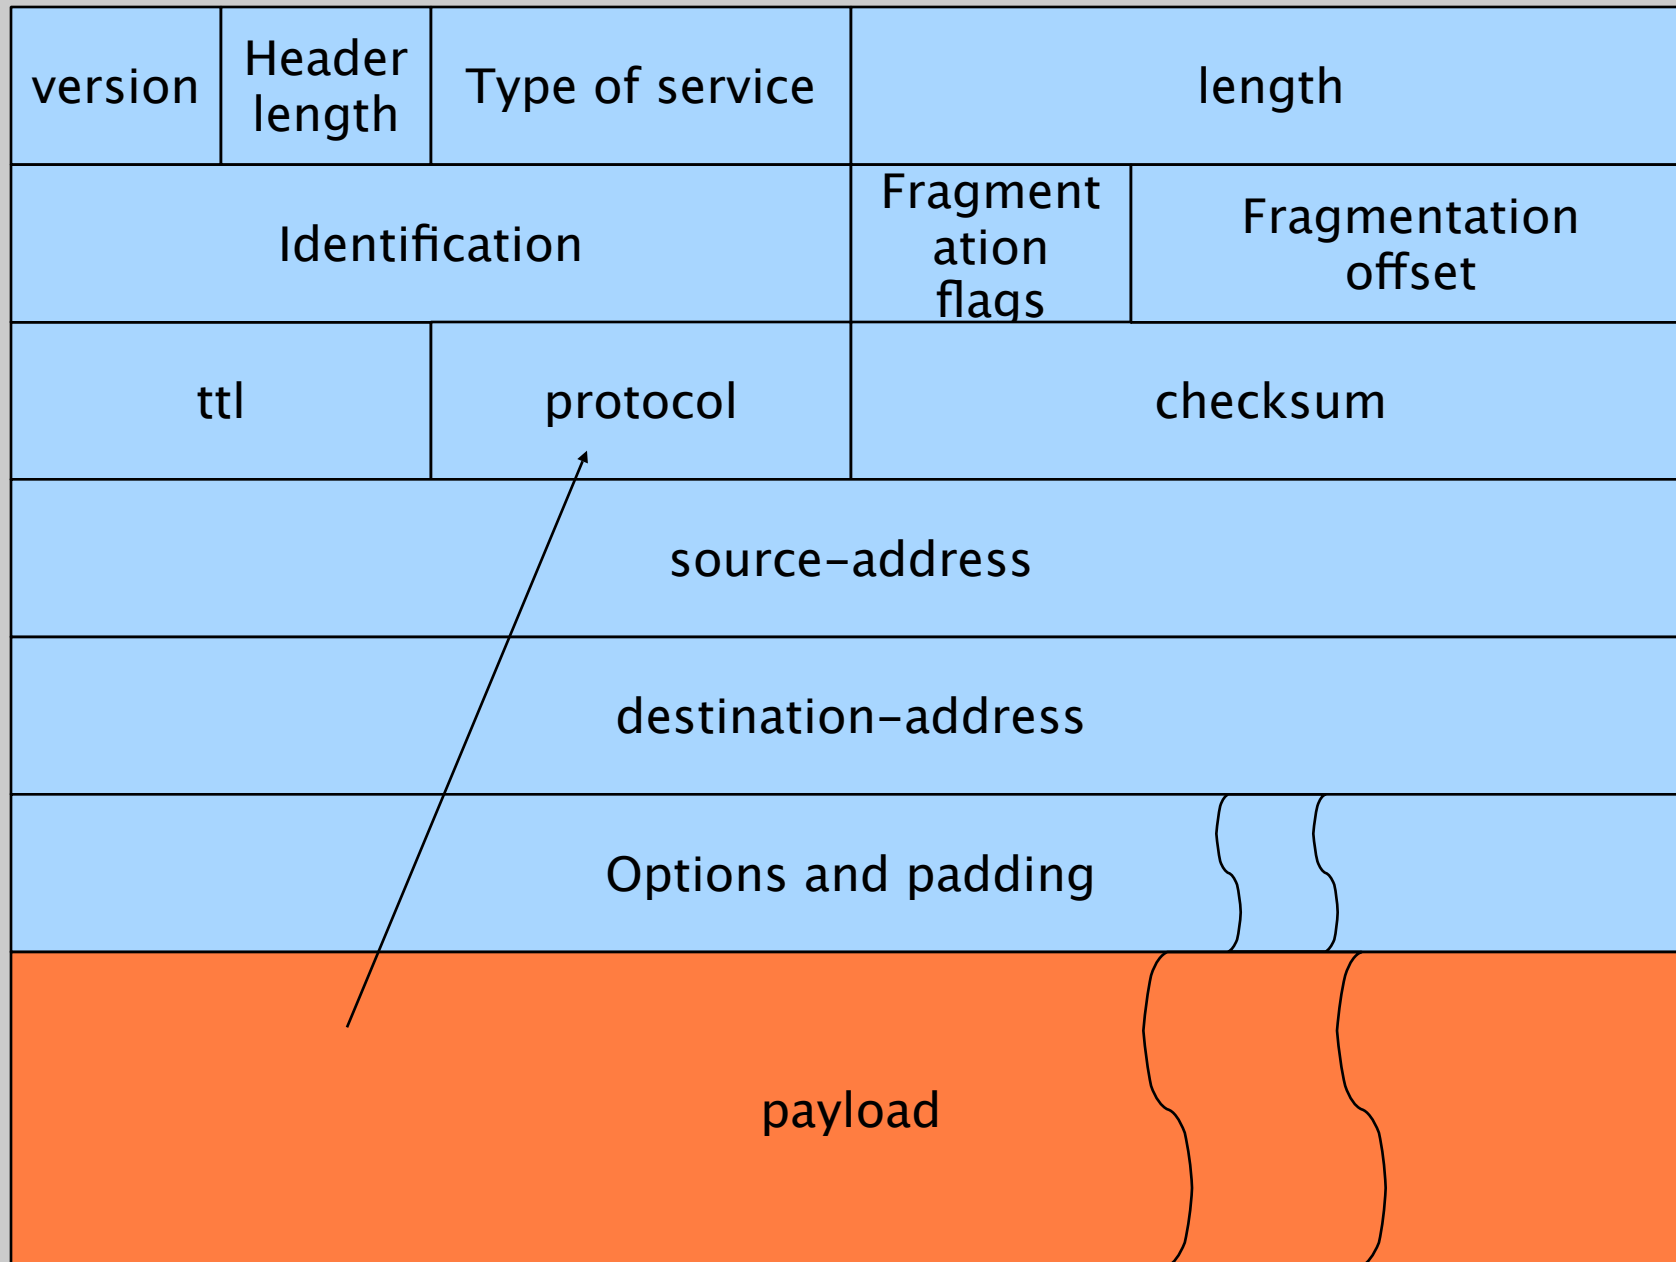 version
Header
length
Type of service
length
Identification
Fragment
ation
flags
Fragmentation
offset
ttl
protocol
checksum
source-address
destination-address
Options and padding
payload